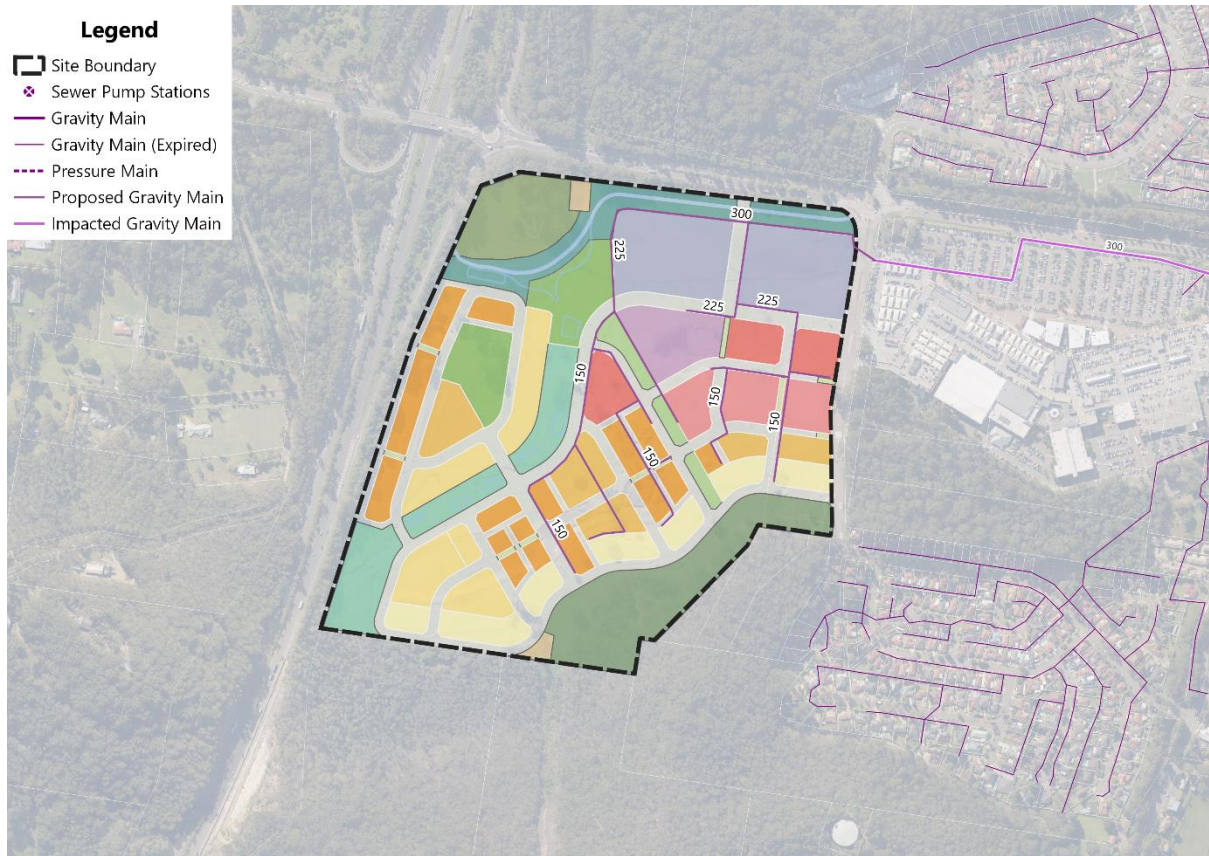 Legend
Site Boundary
Sewer Pump Stations
Gravity Main
Gravity Main (Expired)
Pressure Main
Proposed Gravity Main
Impacted Gravity Main
300
225
300
225
225
150
150
150
150
150